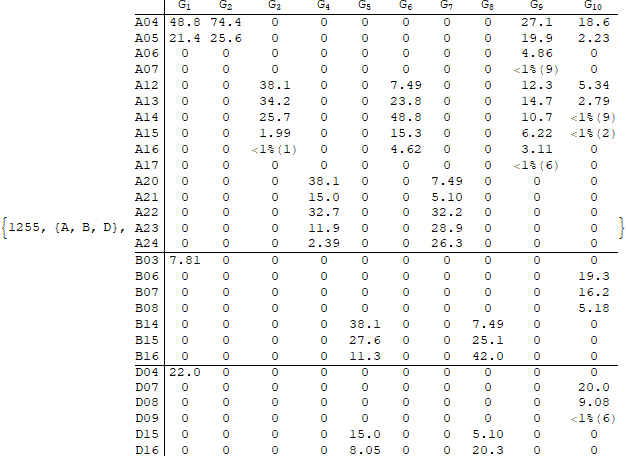 G1 G2 G3 G4 G5 G6 G7 G8 G9 G10
A04 48.8 74.4 0 0 0 0 0 0 27.1 18.6
A05 21.4 25.6 0 0 0 0 0 0 19.9 2.23
A06 0 0 0 0 0 0 0 0 4.86 0
A07 0 0 0 0 0 0 0 0 <1%(9) 0
A12 0 0 38.1 0 0 7.49 0 0 12.3 5.34
A13 0 0 34.2 0 0 23.8 0 0 14.7 2.79
A14 0 0 25.7 0 0 48.8 0 0 10.7 <1%(9)
A15 0 0 1.99 0 0 15.3 0 0 6.22 <1%(2)
A16 0 0 <1%(1) 0 0 4.62 0 0 3.11 0
A17 0 0 0 0 0 0 0 0 <1%(6) 0
A20 0 0 0 38.1 0 0 7.49 0 0 0
A21 0 0 0 15.0 0 0 5.10 0 0 0
A22 0 0 0 32.7 0 0 32.2 0 0 0
{1255, {A, B, D}, A23 0 0 0 11.9 0 0 28.9 0 0 0 }
A24 0 0 0 2.39 0 0 26.3 0 0 0
B03 7.81 0 0 0 0 0 0 0 0 0
B06 0 0 0 0 0 0 0 0 0 19.3
B07 0 0 0 0 0 0 0 0 0 16.2
B08 0 0 0 0 0 0 0 0 0 5.18
B14 0 0 0 0 38.1 0 0 7.49 0 0
B15 0 0 0 0 27.6 0 0 25.1 0 0
B16 0 0 0 0 11.3 0 0 42.0 0 0
D04 22.0 0 0 0 0 0 0 0 0 0
D07 0 0 0 0 0 0 0 0 0 20.0
D08 0 0 0 0 0 0 0 0 0 9.08
D09 0 0 0 0 0 0 0 0 0 <1%(6)
D15 0 0 0 0 15.0 0 0 5.10 0 0
D16 0 0 0 0 8.05 0 0 20.3 0 0